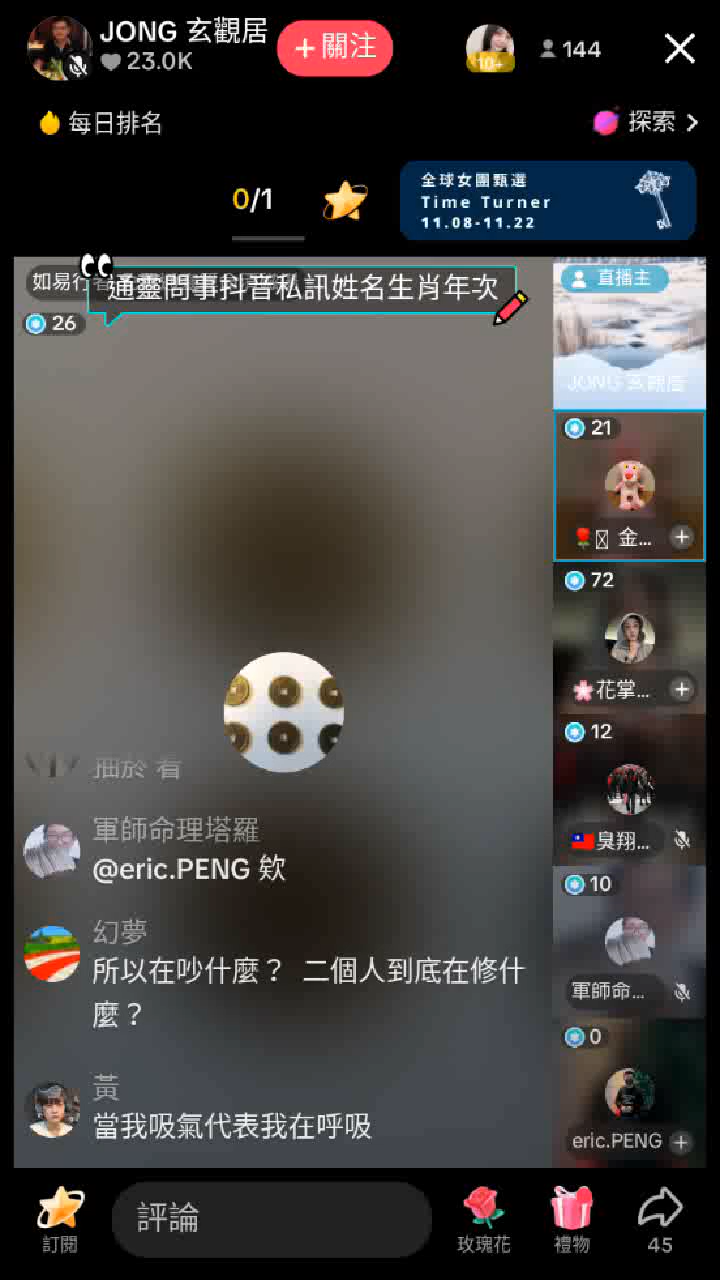 JONG 玄觀居
23.0K
+ 關注
10+
144
每日排名
探索
0/1
全球女團甄選
Time Turner
11.08-11.22
如易行者
通靈問事抖音私訊姓名生肖年次
26
直播主
JONG 玄觀居
21
金...
72
花掌...
12
臭翔...
10
軍師命...
0
eric.PENG
軍師命理塔羅
@eric.PENG 欸
幻夢
所以在吵什麼？ 二個人到底在修什
麼？
黃
當我吸氣代表我在呼吸
訂閱
評論
玫瑰花
禮物
45